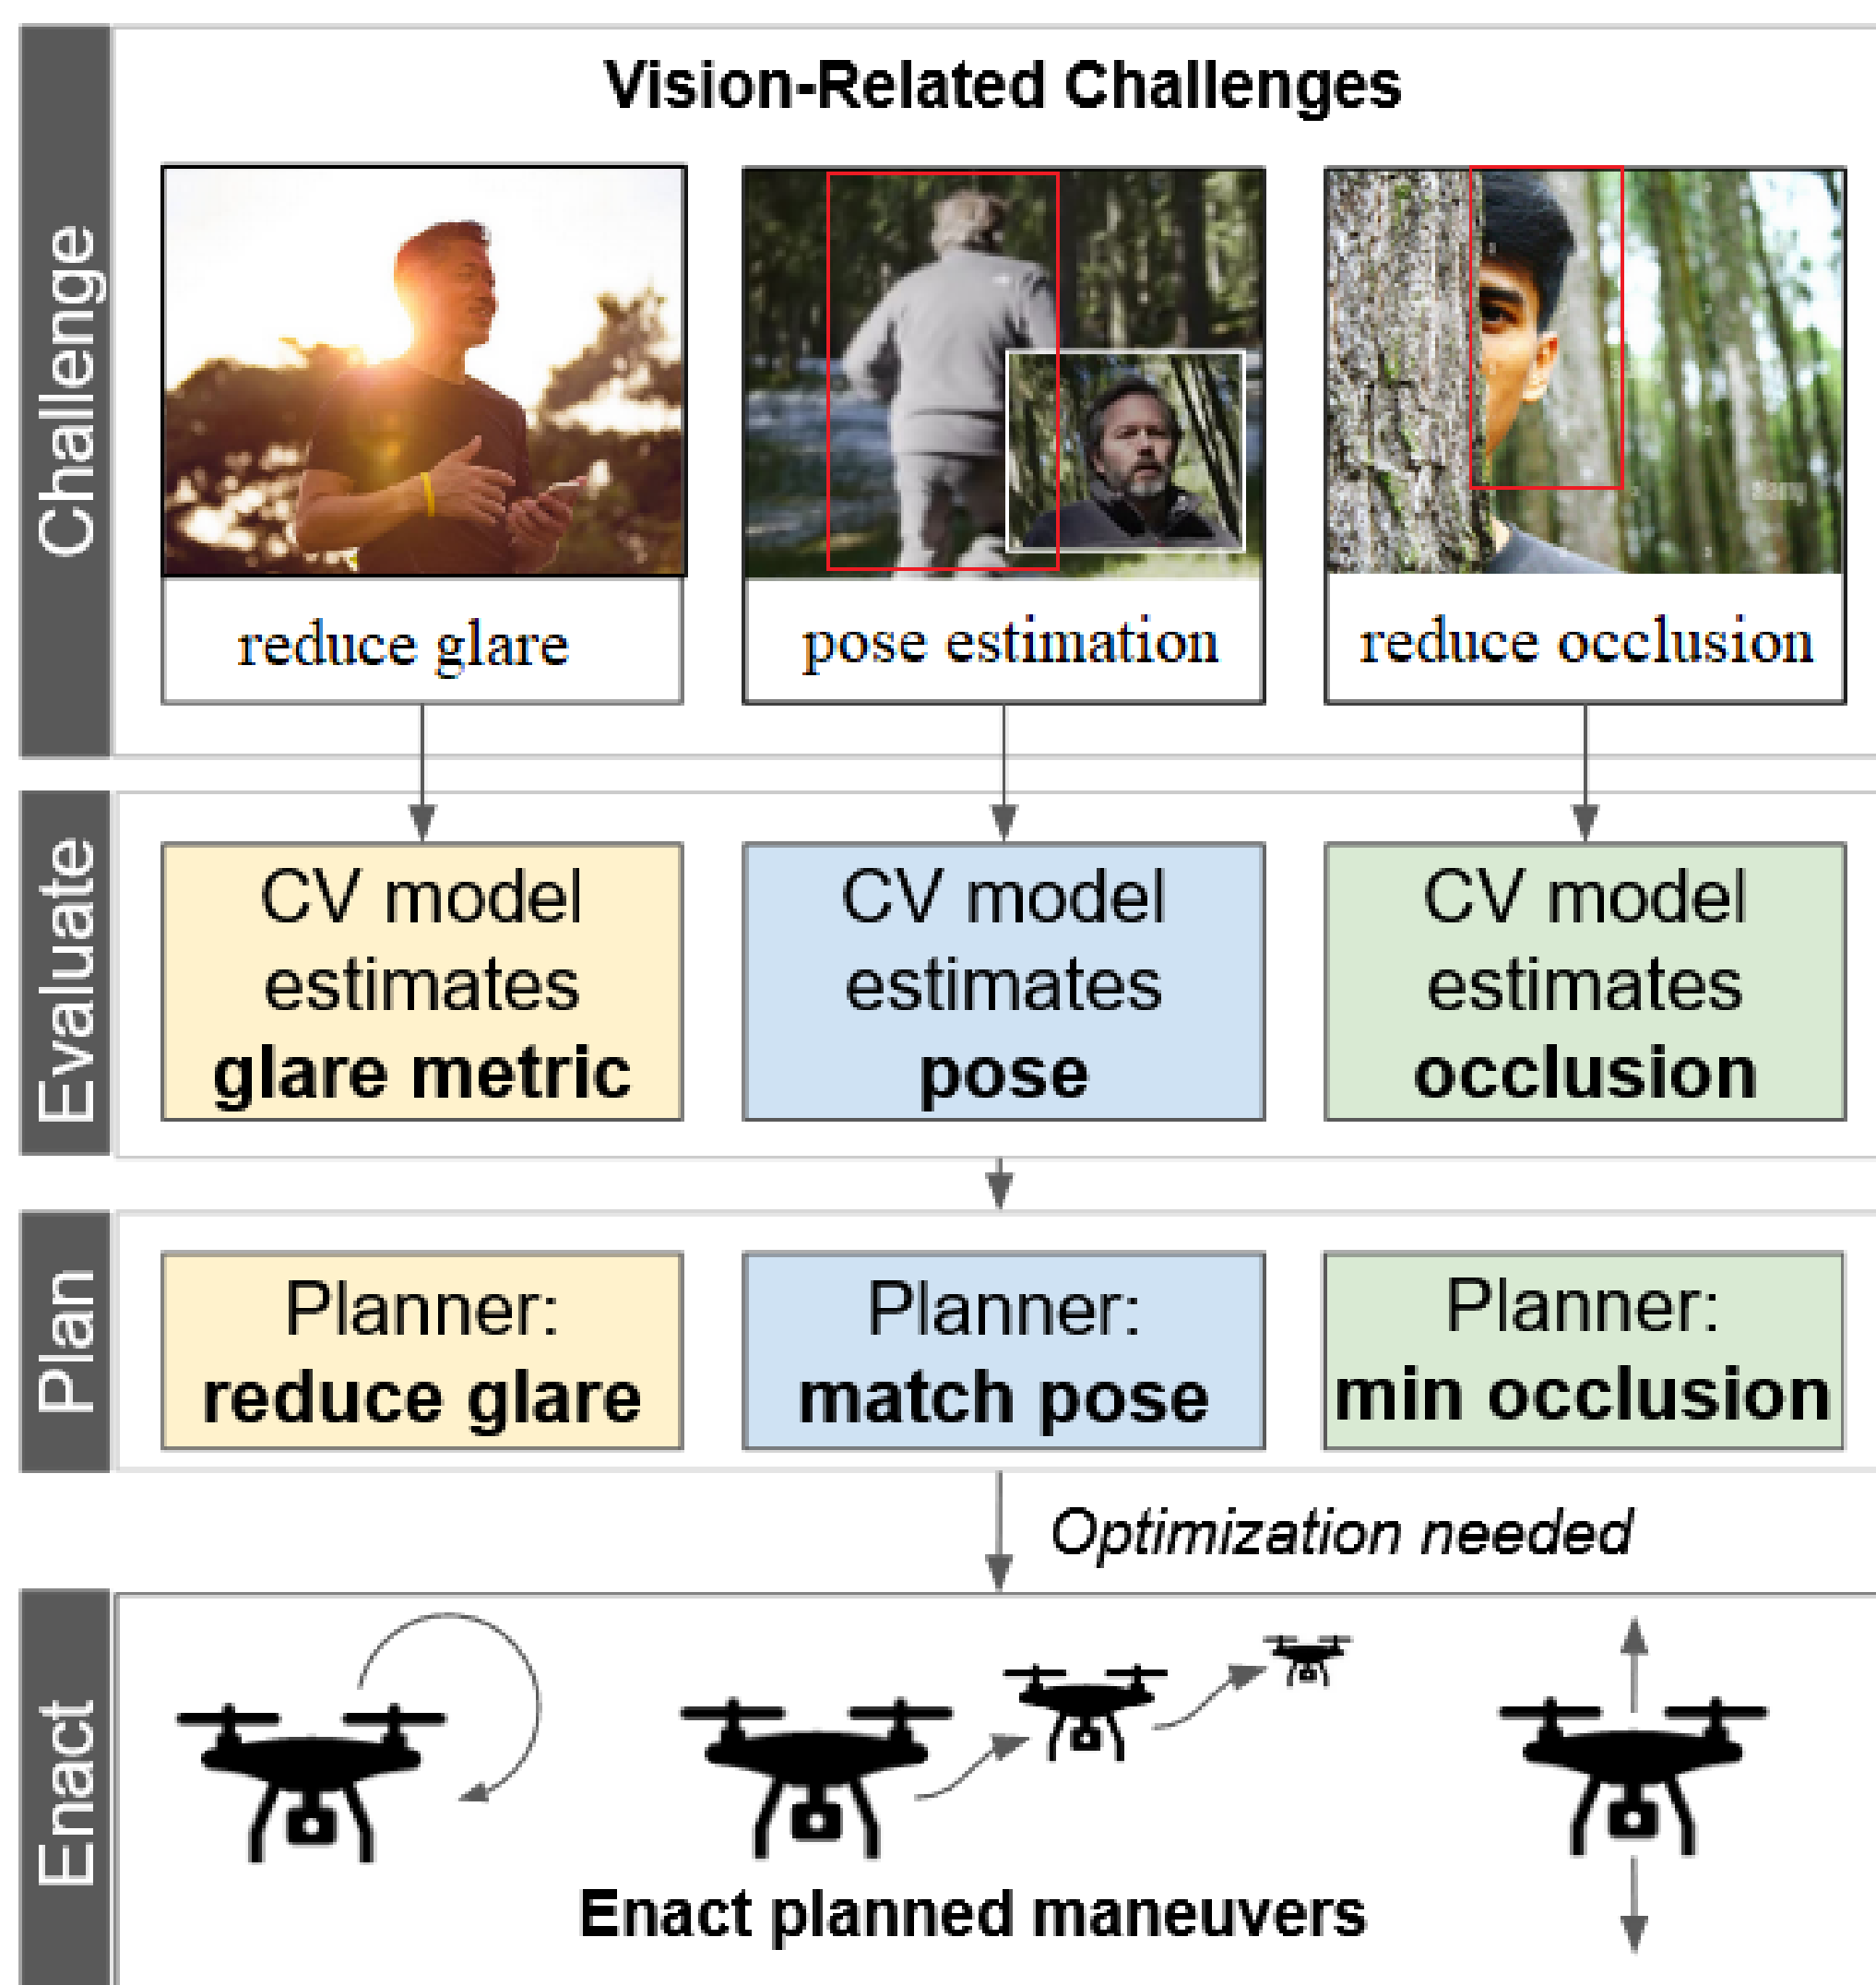 Challenge
Vision-Related Challenges
reduce glare
pose estimation
alamy
reduce occlusion
Evaluate
CV model
estimates
glare metric
CV model
estimates
pose
CV model
estimates
occlusion
Plan
Planner:
reduce glare
Planner:
match pose
Planner:
min occlusion
Optimization needed
Enact
Enact planned maneuvers